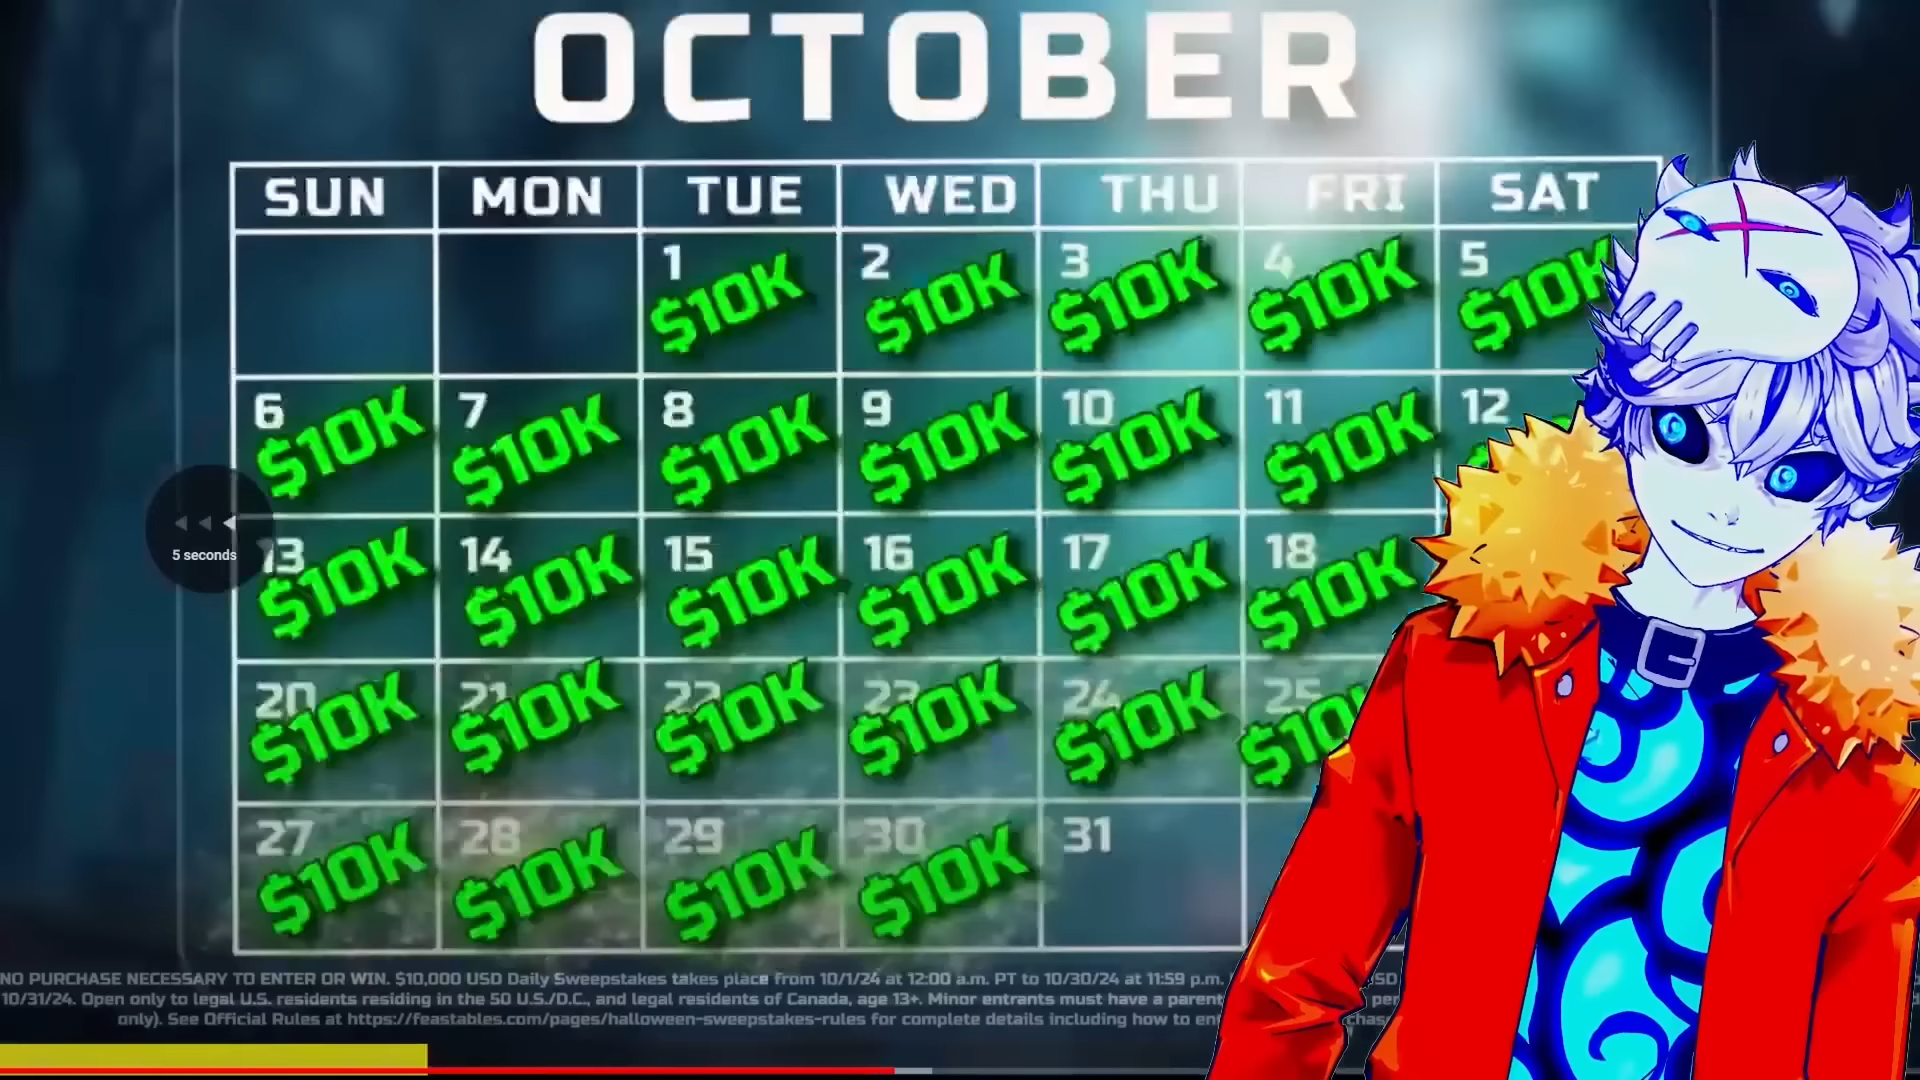 OCTOBER
SUN MON TUE WED THU FRI SAT
1 2 3 4 5
$10K $10K $10K $10K $10K
6 7 8 9 10 11 12
$10K $10K $10K $10K $10K $10K
13 14 15 16 17 18
$10K $10K $10K $10K $10K $10K
5 seconds
20 21 22 23 24 25
$10K $10K $10K $10K $10K
27 28 29 30 31
$10K $10K $10K $10K
NO PURCHASE NECESSARY TO ENTER OR WIN. $10,000 USD Daily Sweepstakes takes place from 10/1/24 at 12:00 a.m. PT to 10/30/24 at 11:59 p.m.
10/31/24. Open only to legal U.S. residents residing in the 50 U.S./D.C., and legal residents of Canada, age 13+. Minor entrants must have a parent
only). See Official Rules at https://feastables.com/pages/halloween-sweepstakes-rules for complete details including how to